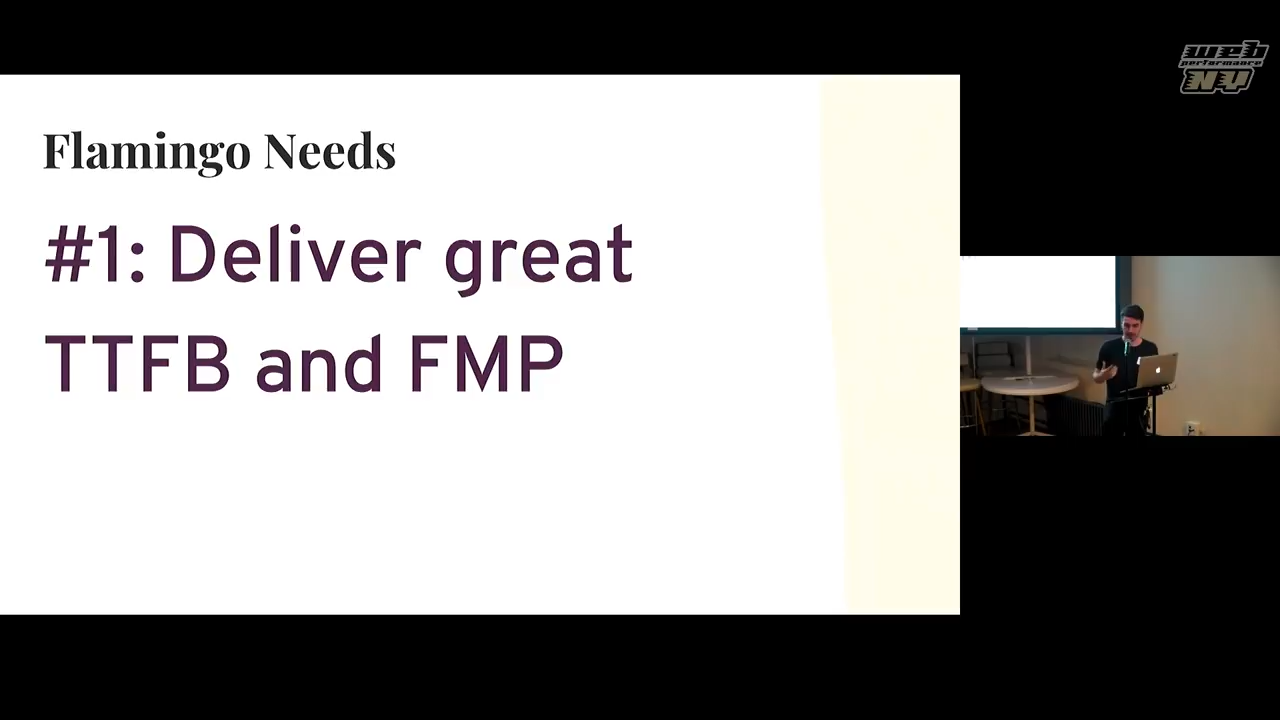 web
performance
NY
Flamingo Needs
#1: Deliver great
TTFB and FMP